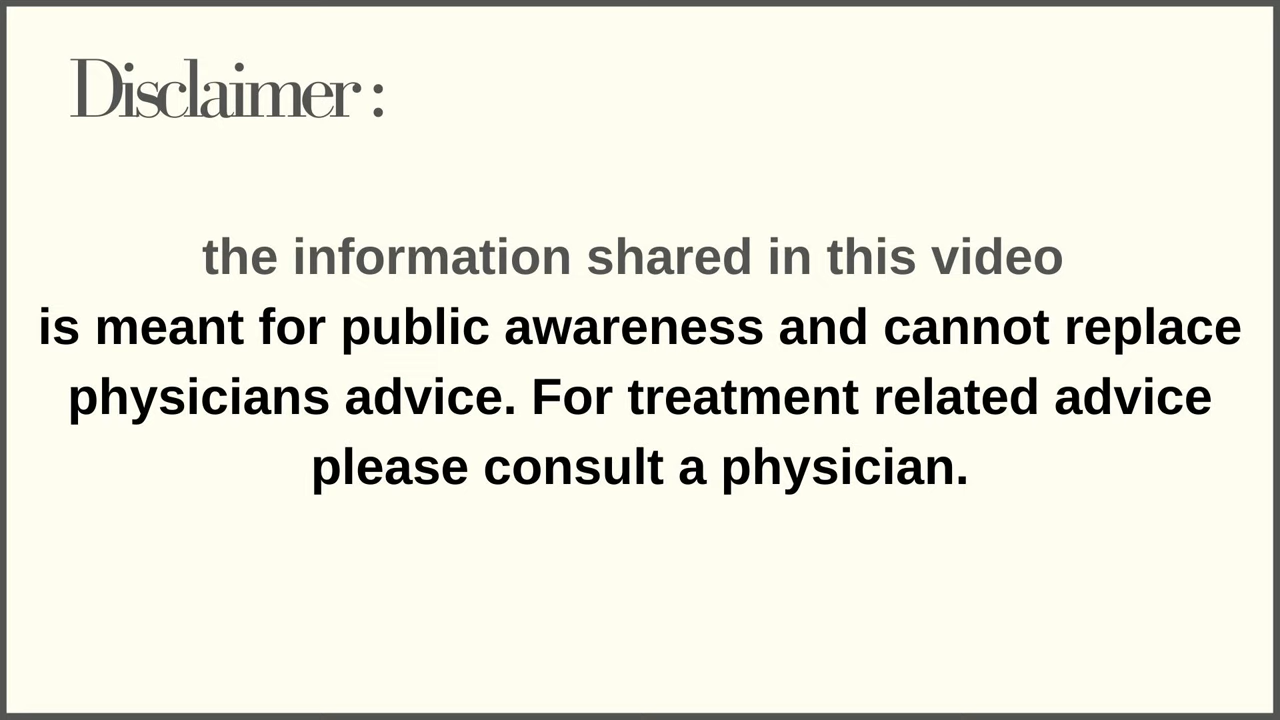 Disclaimer :
the information shared in this video
is meant for public awareness and cannot replace
physicians advice. For treatment related advice
please consult a physician.